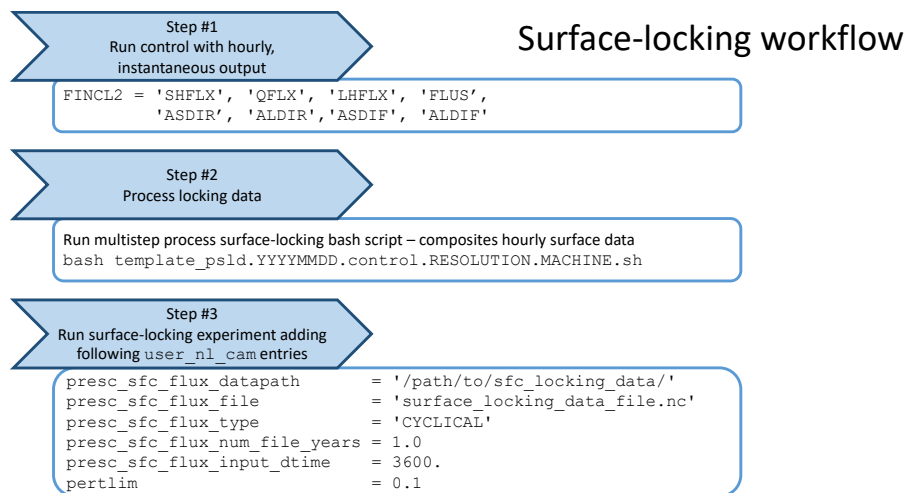 Surface-locking workflow
Step #1
Run control with hourly,
instantaneous output
FINCL2 = 'SHFLX', 'QFLX', 'LHFLX', 'FLUS’,
'ASDIR’, 'ALDIR','ASDIF', 'ALDIF'
Step #2
Process locking data
Run multistep process surface-locking bash script – composites hourly surface data
bash template_psld.YYYYMMDD.control.RESOLUTION.MACHINE.sh
Step #3
Run surface-locking experiment adding
following user_nl_cam entries
presc_sfc_flux_datapath = '/path/to/sfc_locking_data/'
presc_sfc_flux_file = 'surface_locking_data_file.nc'
presc_sfc_flux_type = 'CYCLICAL'
presc_sfc_flux_num_file_years = 1.0
presc_sfc_flux_input_dtime = 3600.
pertlim = 0.1